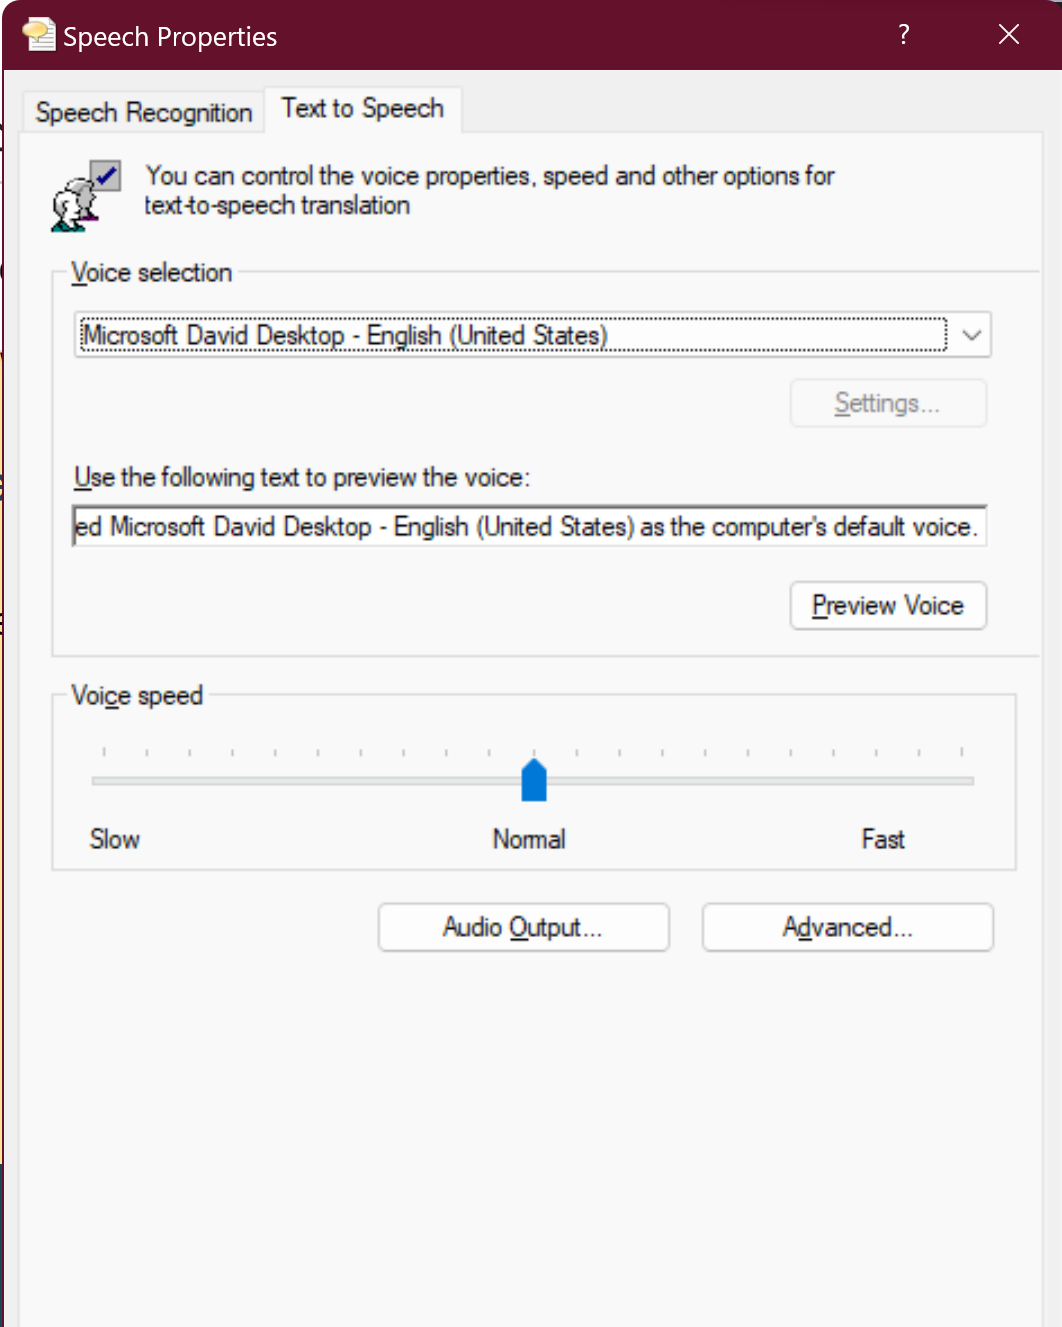 Speech Properties
?
Speech Recognition
Text to Speech
You can control the voice properties, speed and other options for
text-to-speech translation
Voice selection
Microsoft David Desktop - English (United States)
Settings...
Use the following text to preview the voice:
ed Microsoft David Desktop - English (United States) as the computer's default voice.
Preview Voice
Voice speed
Slow
Normal
Fast
Audio Output...
Advanced...